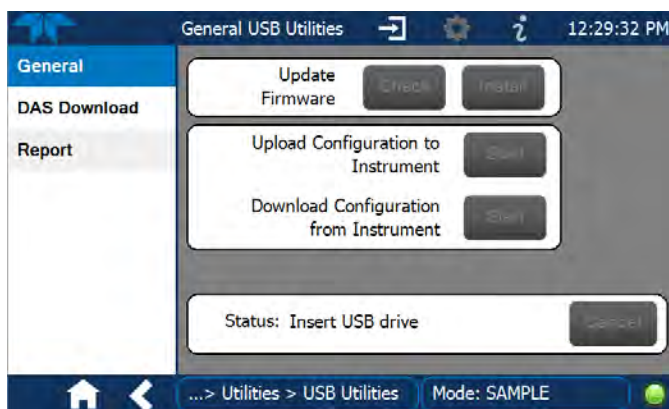 General USB Utilities
12:29:32 PM
General
DAS Download
Report
Update
Firmware
Check
Install
Upload Configuration to
Instrument
Start
Download Configuration
from Instrument
Start
Status: Insert USB drive
Cancel
...> Utilities > USB Utilities
Mode: SAMPLE